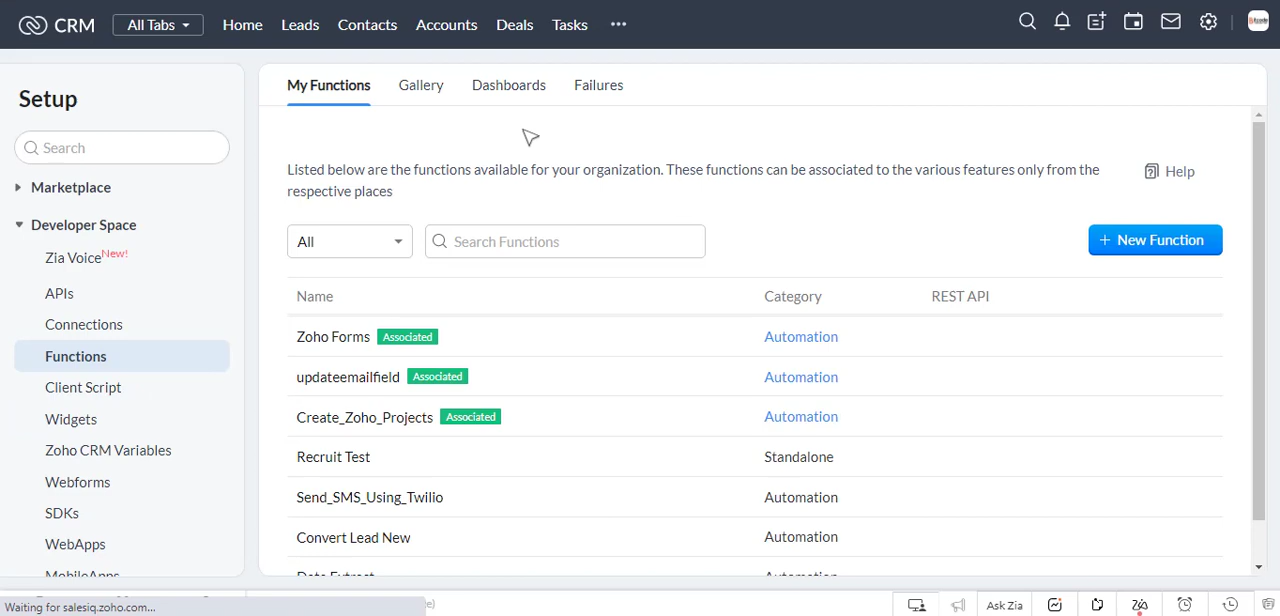 CRM All Tabs Home Leads Contacts Accounts Deals Tasks
Setup
Search
Marketplace
Developer Space
Zia Voice New!
APIs
Connections
Functions
Client Script
Widgets
Zoho CRM Variables
Webforms
SDKs
WebApps
MobileApps
My Functions Gallery Dashboards Failures
Listed below are the functions available for your organization. These functions can be associated to the various features only from the
respective places
Help
All Search Functions
+ New Function
Name Category REST API
Zoho Forms Associated Automation
updateemailfield Associated Automation
Create_Zoho_Projects Associated Automation
Recruit Test Standalone
Send_SMS_Using_Twilio Automation
Convert Lead New Automation
Data Extract Automation
Waiting for salesiq.zoho.com...
Ask Zia